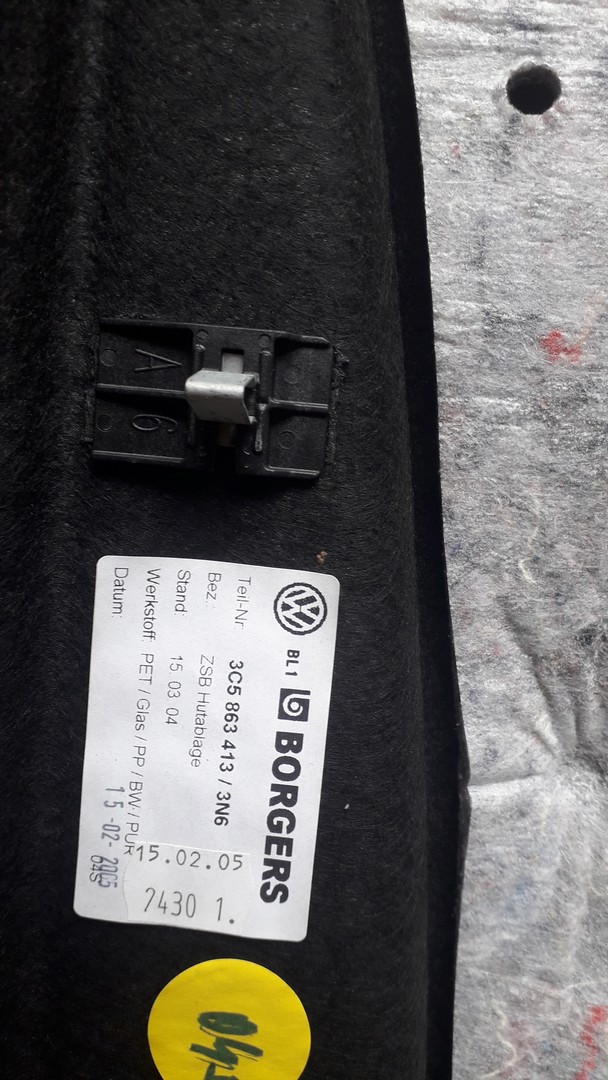 A
6
VW BL1 BORGERS
Teil-Nr: 3C5 863 413 / 3N6
Bez.: ZSB Hutablage
Stand: 15. 03. 04
Werkstoff: PET / Glas / PP / BW / PUR
Datum: 15-02-2005
15.02.05
7430 1.